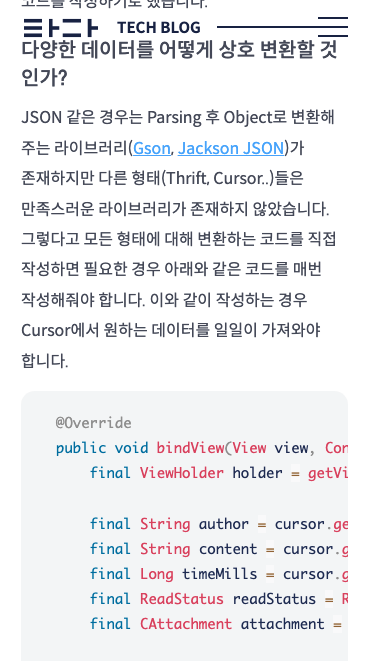 코드를 작성하기로 했습니다.
라인 TECH BLOG
다양한 데이터를 어떻게 상호 변환할 것
인가?
JSON 같은 경우는 Parsing 후 Object로 변환해
주는 라이브러리(Gson, Jackson JSON)가
존재하지만 다른 형태(Thrift, Cursor..)들은
만족스러운 라이브러리가 존재하지 않았습니다.
그렇다고 모든 형태에 대해 변환하는 코드를 직접
작성하면 필요한 경우 아래와 같은 코드를 매번
작성해줘야 합니다. 이와 같이 작성하는 경우
Cursor에서 원하는 데이터를 일일이 가져와야
합니다.
@Override
public void bindView(View view, Con
final ViewHolder holder = getVi
final String author = cursor.ge
final String content = cursor.g
final Long timeMills = cursor.g
final ReadStatus readStatus = R
final CAttachment attachment =